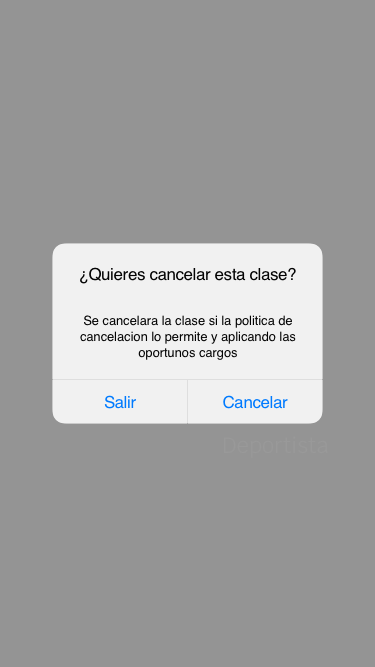 ¿Quieres cancelar esta clase?
Se cancelara la clase si la politica de
cancelacion lo permite y aplicando las
oportunos cargos
Salir
Cancelar
Deportista